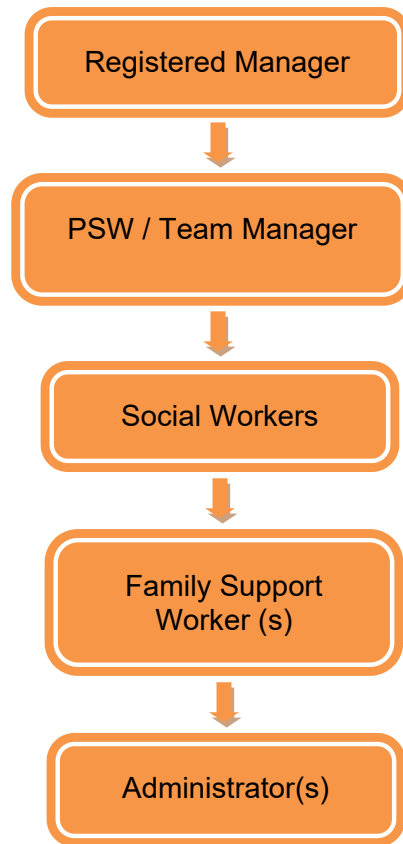 Registered Manager
PSW / Team Manager
Social Workers
Family Support
Worker (s)
Administrator(s)